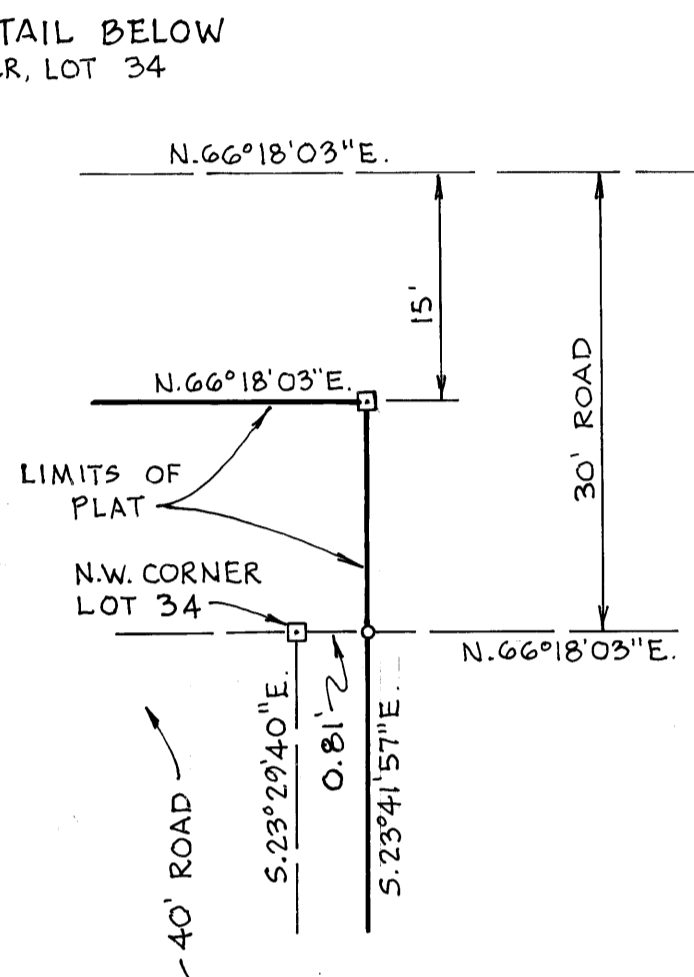 TAIL BELOW
R, LOT 34
N.66°18'03"E.
15'
30' ROAD
N.66°18'03"E.
LIMITS OF
PLAT
N.W. CORNER
LOT 34
N.66°18'03"E.
S.23°29'40"E.
0.81'
S.23°41'57"E.
40' ROAD